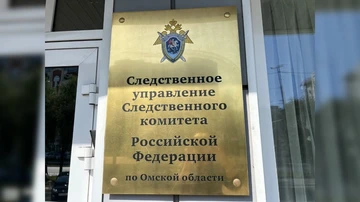 Следственное
управление
Следственного
комитета
Российской
Федерации
по Омской области